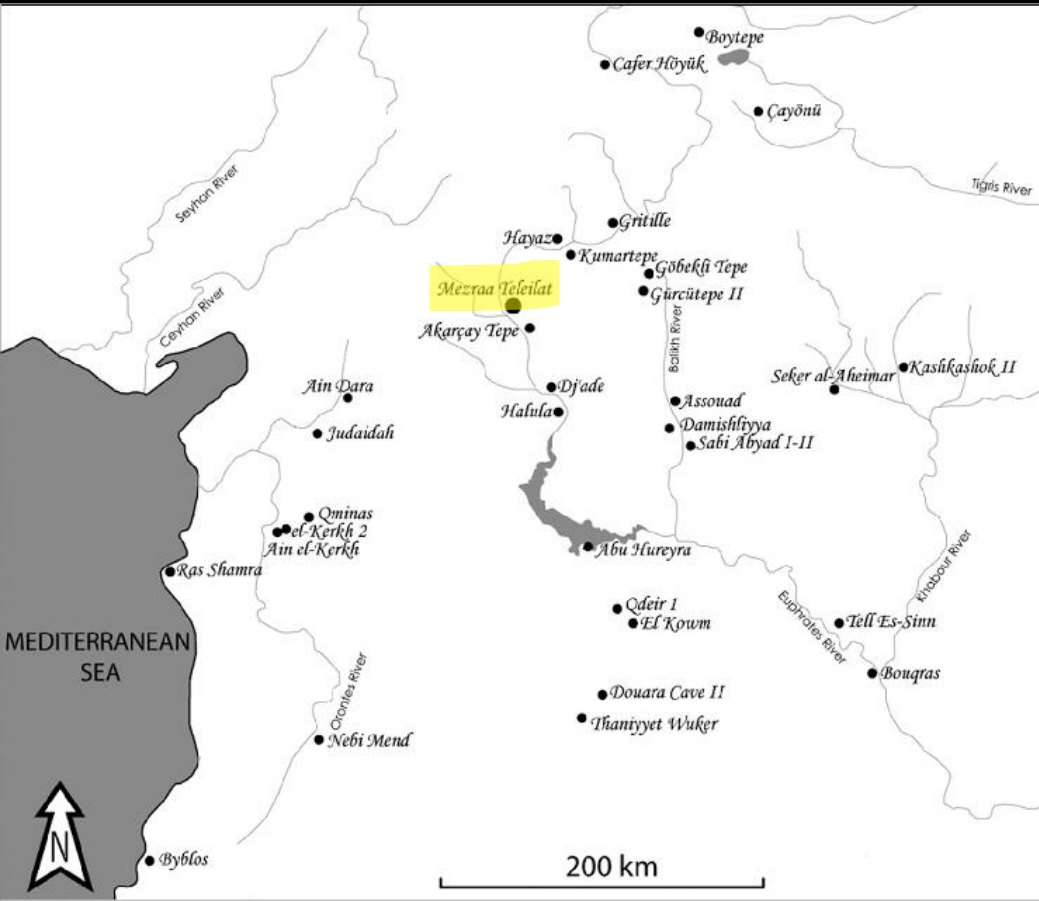 Boytepe
Cafer Höyük
Çayönü
Tigris River
Seyhan River
Gritille
Hayaz
Kumartepe
Göbekli Tepe
Mezraa Teleilat
Gürcütepe II
Ceyhan River
Akarçay Tepe
Balikh River
Kashkashok II
Seker al-Aheimar
Ain Dara
Dj'ade
Assouad
Halula
Damishliyya
Judaidah
Sabi Abyad I-II
Qminas
el-Kerkh 2
Ain el-Kerkh
Abu Hureyra
Ras Shamra
Khabour River
Qdeir 1
El Kowm
Euphrates River
Tell Es-Sinn
MEDITERRANEAN
SEA
Bouqras
Orontes River
Douara Cave II
Thaniyyet Wuker
Nebi Mend
N
Byblos
200 km